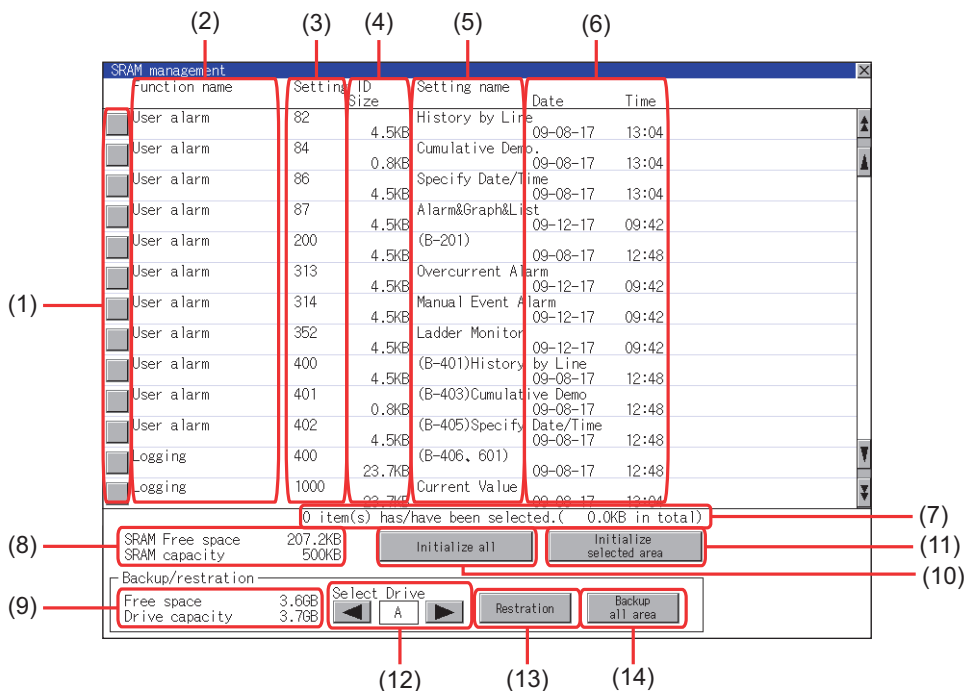 (2) (3) (4) (5) (6)
SRAM management
Function name Setting ID Setting name
Size Date Time
User alarm 82 History by Line
4.5KB 09-08-17 13:04
User alarm 84 Cumulative Demo.
0.8KB 09-08-17 13:04
User alarm 86 Specify Date/Time
4.5KB 09-08-17 13:04
User alarm 87 Alarm&Graph&List
4.5KB 09-12-17 09:42
User alarm 200 (B-201)
4.5KB 09-08-17 12:48
User alarm 313 Overcurrent Alarm
4.5KB 09-12-17 09:42
(1)
User alarm 314 Manual Event Alarm
4.5KB 09-12-17 09:42
User alarm 352 Ladder Monitor
4.5KB 09-12-17 09:42
User alarm 400 (B-401)History by Line
4.5KB 09-08-17 12:48
User alarm 401 (B-403)Cumulative Demo
0.8KB 09-08-17 12:48
User alarm 402 (B-405)Specify Date/Time
4.5KB 09-08-17 12:48
Logging 400 (B-406、601)
23.7KB 09-08-17 12:48
Logging 1000 Current Value
23.7KB 09-08-17 13:04
0 item(s) has/have been selected.( 0.0KB in total) (7)
(8) SRAM Free space 207.2KB
SRAM capacity 500KB
Initialize all
Initialize
selected area
(11)
(10)
Backup/restration
(9) Free space 3.6GB
Drive capacity 3.7GB
Select Drive
A
Restration
Backup
all area
(12) (13) (14)